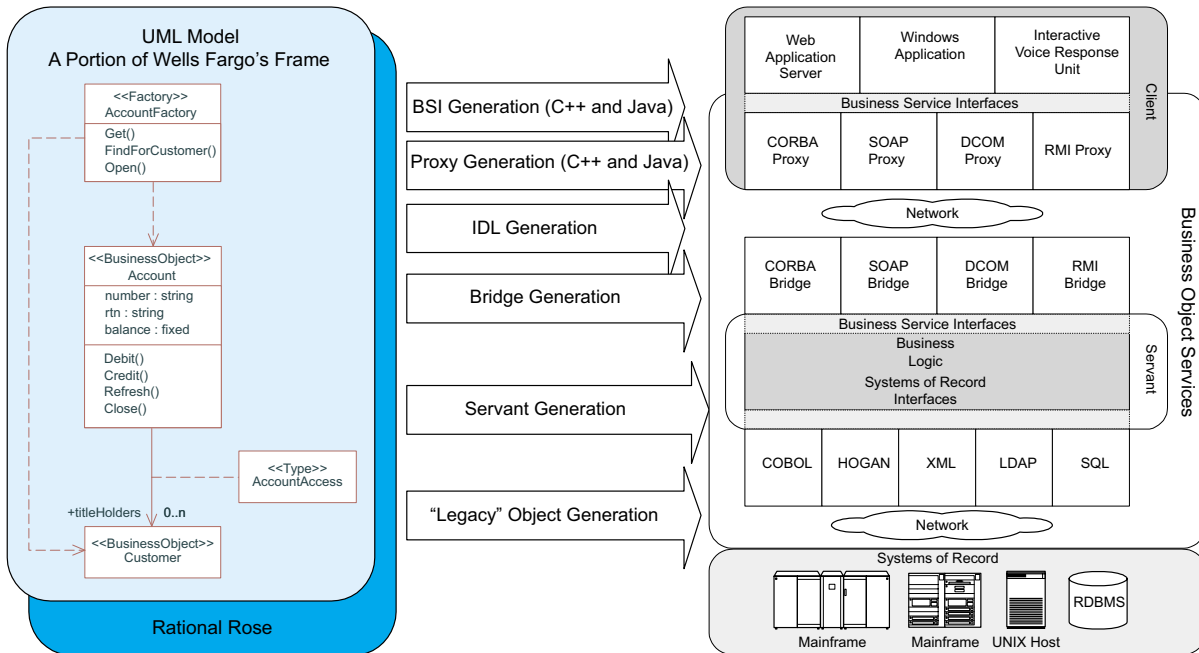 UML Model
A Portion of Wells Fargo’s Frame
<<Factory>>
AccountFactory
Get()
FindForCustomer()
Open()
<<BusinessObject>>
Account
number : string
rtn : string
balance : fixed
Debit()
Credit()
Refresh()
Close()
<<Type>>
AccountAccess
+titleHolders 0..n
<<BusinessObject>>
Customer
Rational Rose
BSI Generation (C++ and Java)
Proxy Generation (C++ and Java)
IDL Generation
Bridge Generation
Servant Generation
“Legacy” Object Generation
Web
Application
Server
Windows
Application
Interactive
Voice Response
Unit
Client
Business Service Interfaces
CORBA
Proxy
SOAP
Proxy
DCOM
Proxy
RMI Proxy
Network
CORBA
Bridge
SOAP
Bridge
DCOM
Bridge
RMI
Bridge
Business Service Interfaces
Business
Logic
Systems of Record
Interfaces
Servant
Business Object Services
COBOL
HOGAN
XML
LDAP
SQL
Network
Systems of Record
Mainframe
Mainframe
UNIX Host
RDBMS